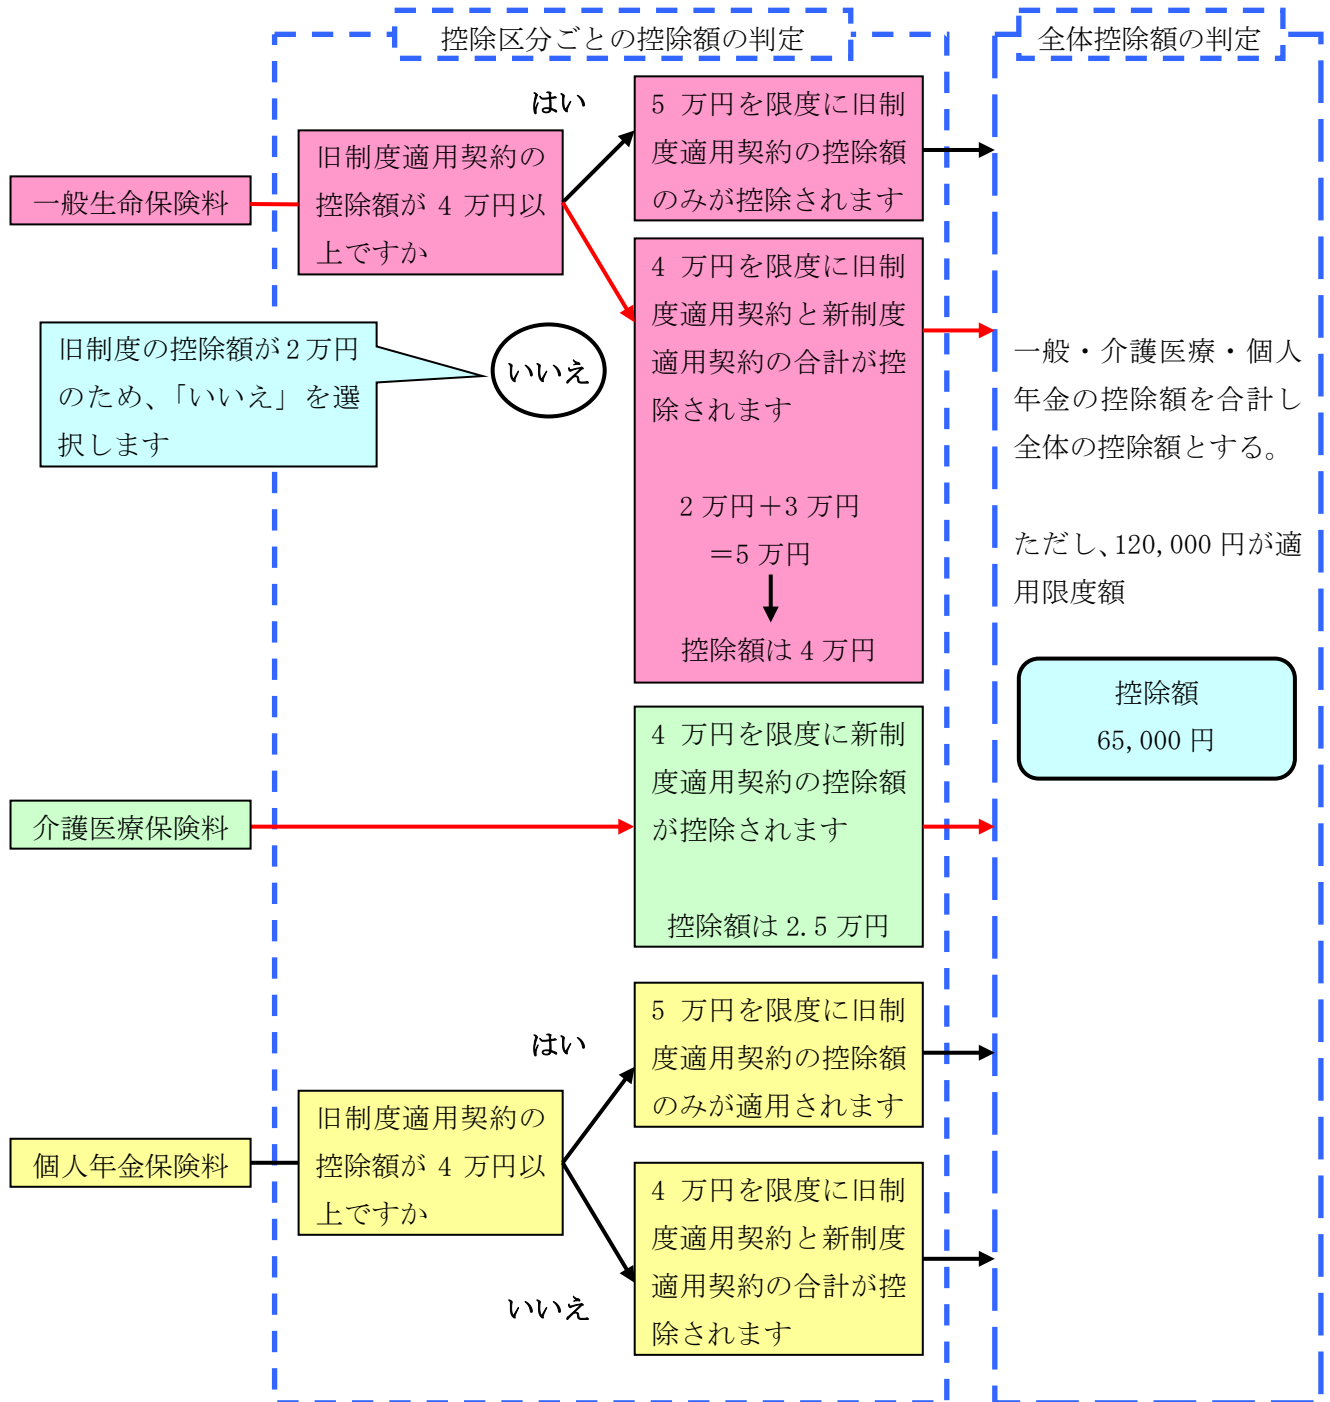 控除区分ごとの控除額の判定
全体控除額の判定
一般生命保険料
旧制度適用契約の
控除額が 4 万円以
上ですか
はい
5 万円を限度に旧制
度適用契約の控除額
のみが控除されます
いいえ
旧制度の控除額が2万円
のため、「いいえ」を選
択します
4 万円を限度に旧制
度適用契約と新制度
適用契約の合計が控
除されます
2 万円＋3 万円
＝5 万円
控除額は 4 万円
介護医療保険料
4 万円を限度に新制
度適用契約の控除額
が控除されます
控除額は 2.5 万円
個人年金保険料
旧制度適用契約の
控除額が 4 万円以
上ですか
はい
5 万円を限度に旧制
度適用契約の控除額
のみが適用されます
いいえ
4 万円を限度に旧制
度適用契約と新制度
適用契約の合計が控
除されます
一般・介護医療・個人
年金の控除額を合計し
全体の控除額とする。
ただし、120,000 円が適
用限度額
控除額
65,000 円